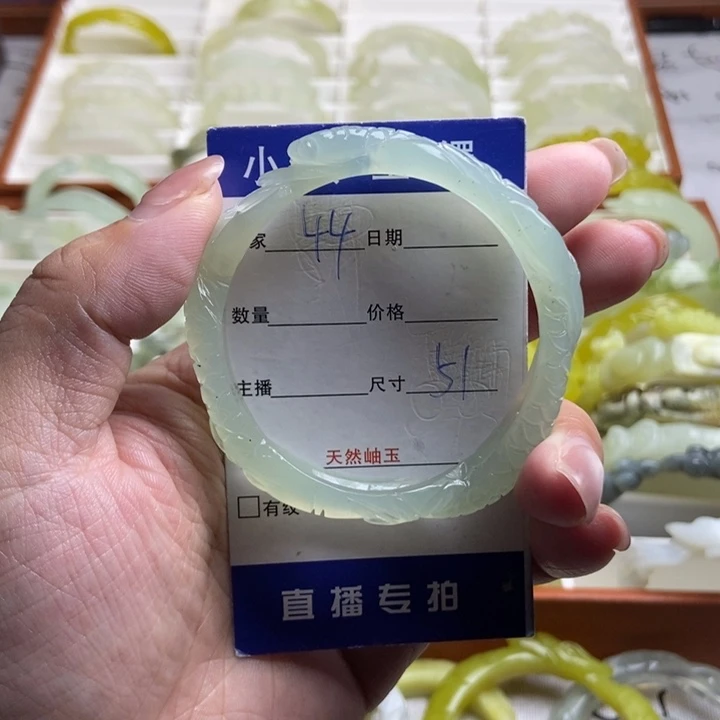 小
家 44 日期
数量 价格
主播 尺寸 51
天然岫玉
□有纹
直播专拍